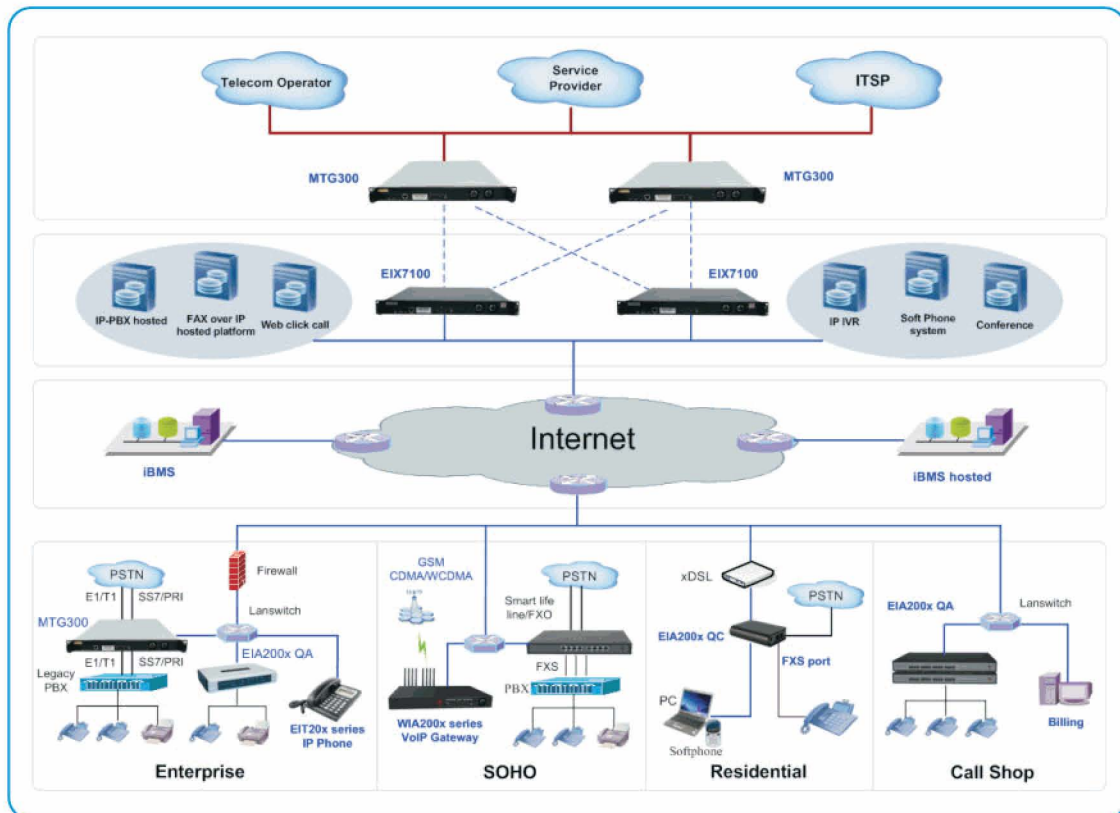 Telecom Operator
Service
Provider
ITSP
MTG300
MTG300
EIX7100
EIX7100
IP-PBX hosted
FAX over IP
hosted platform
Web click call
IP IVR
Soft Phone
system
Conference
Internet
iBMS
iBMS hosted
PSTN
E1/T1
SS7/PRI
MTG300
E1/T1
SS7/PRI
Legacy
PBX
Firewall
Lanswitch
EIA200x QA
EIT20x series
IP Phone
Enterprise
GSM
CDMA/WCDMA
PSTN
Smart life
line/FXO
FXS
PBX
WIA200x series
VoIP Gateway
SOHO
xDSL
PSTN
EIA200x QC
FXS port
PC
Softphone
Residential
EIA200x QA
Lanswitch
Billing
Call Shop